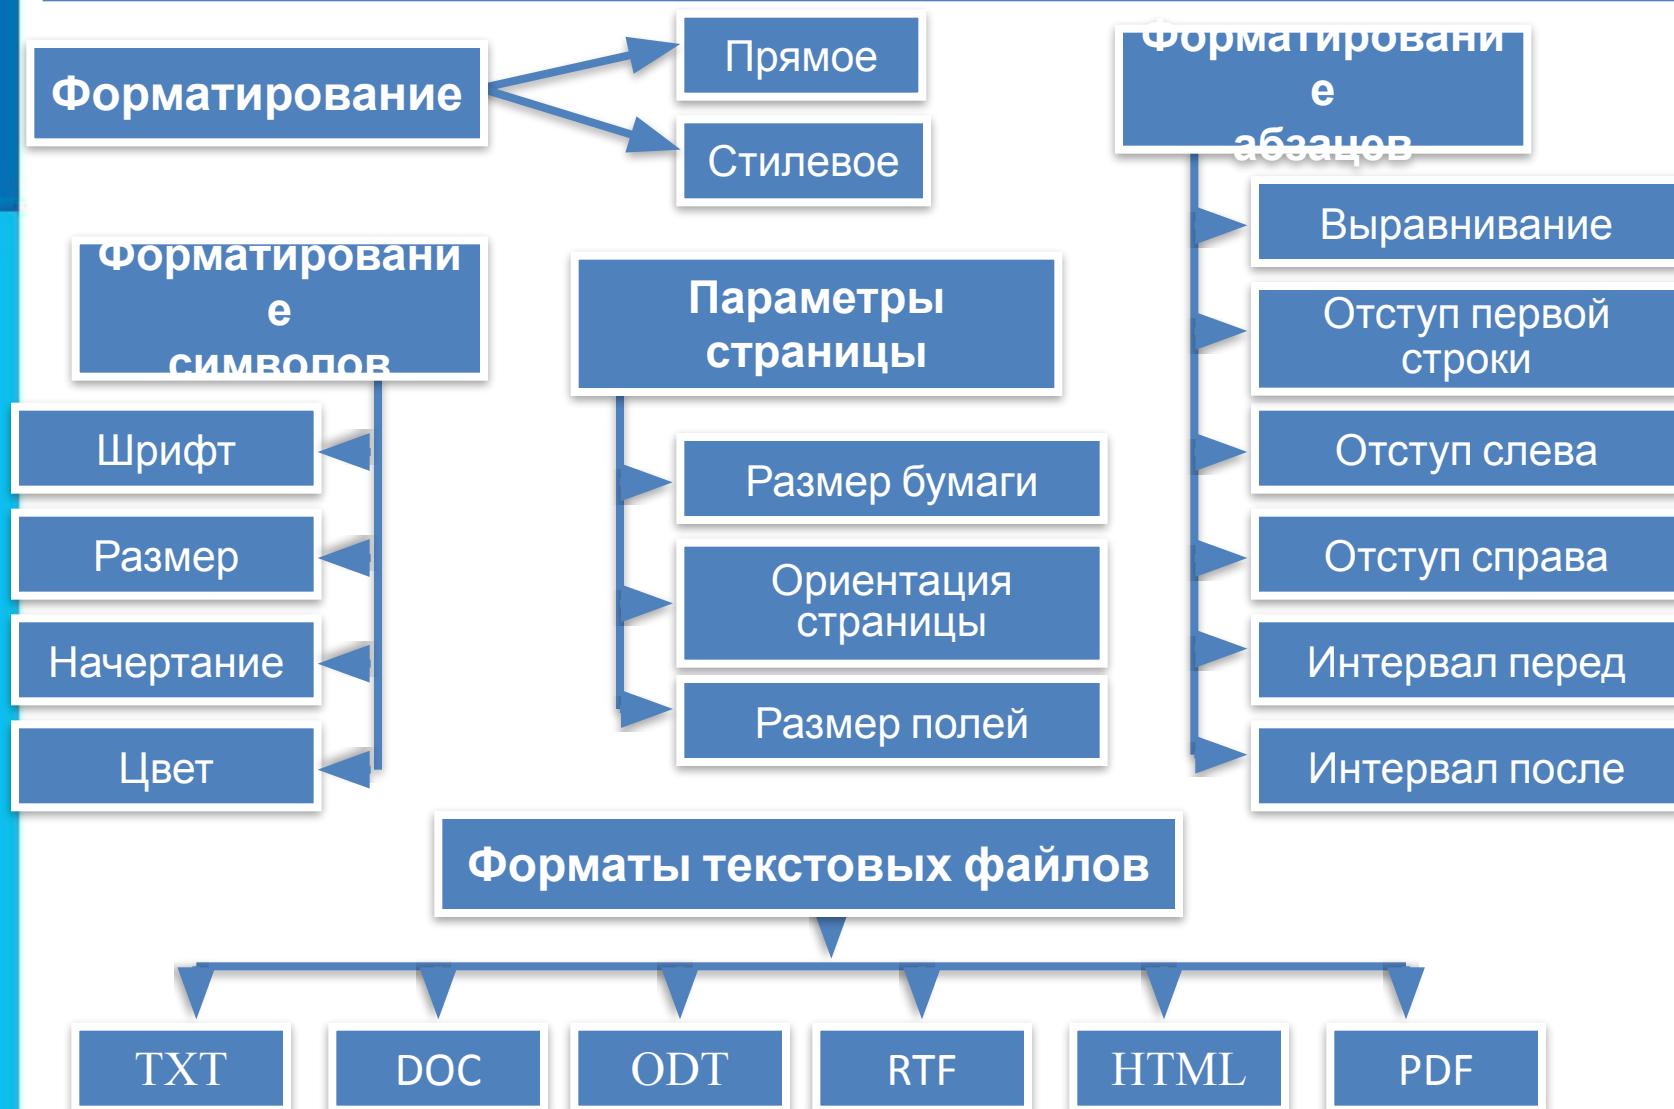 Форматирование
Прямое
Стилевое
Форматировани
е
абзацев
Выравнивание
Отступ первой
строки
Отступ слева
Отступ справа
Интервал перед
Интервал после
Форматировани
е
символов
Шрифт
Размер
Начертание
Цвет
Параметры
страницы
Размер бумаги
Ориентация
страницы
Размер полей
Форматы текстовых файлов
TXT
DOC
ODT
RTF
HTML
PDF